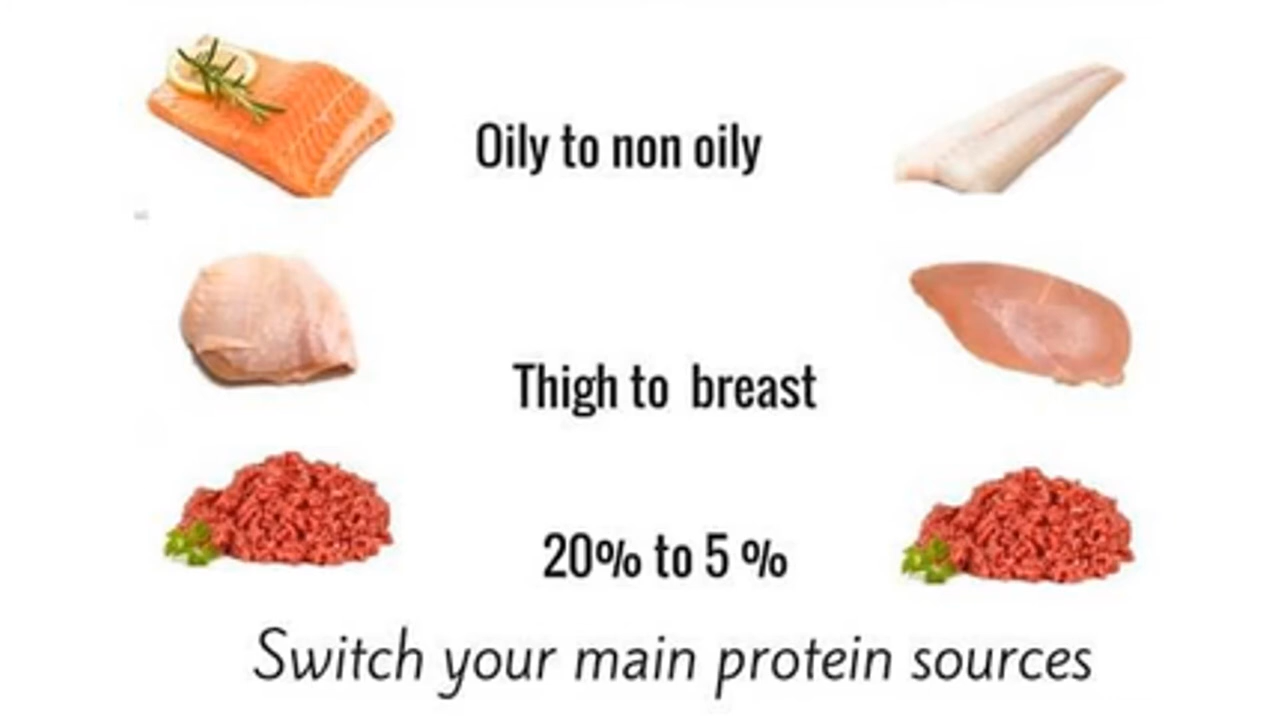 Oily to non oily
Thigh to breast
20% to 5 %
Switch your main protein sources